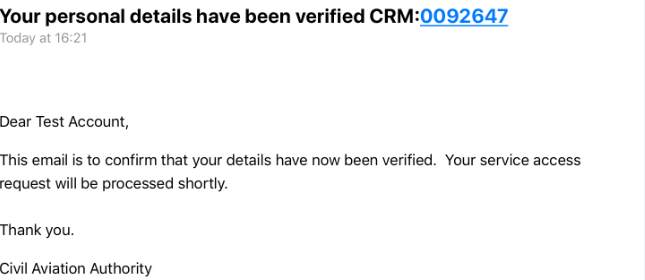 Your personal details have been verified CRM:0092647
Today at 16:21
Dear Test Account,
This email is to confirm that your details have now been verified.  Your service access
request will be processed shortly.
Thank you.
Civil Aviation Authority